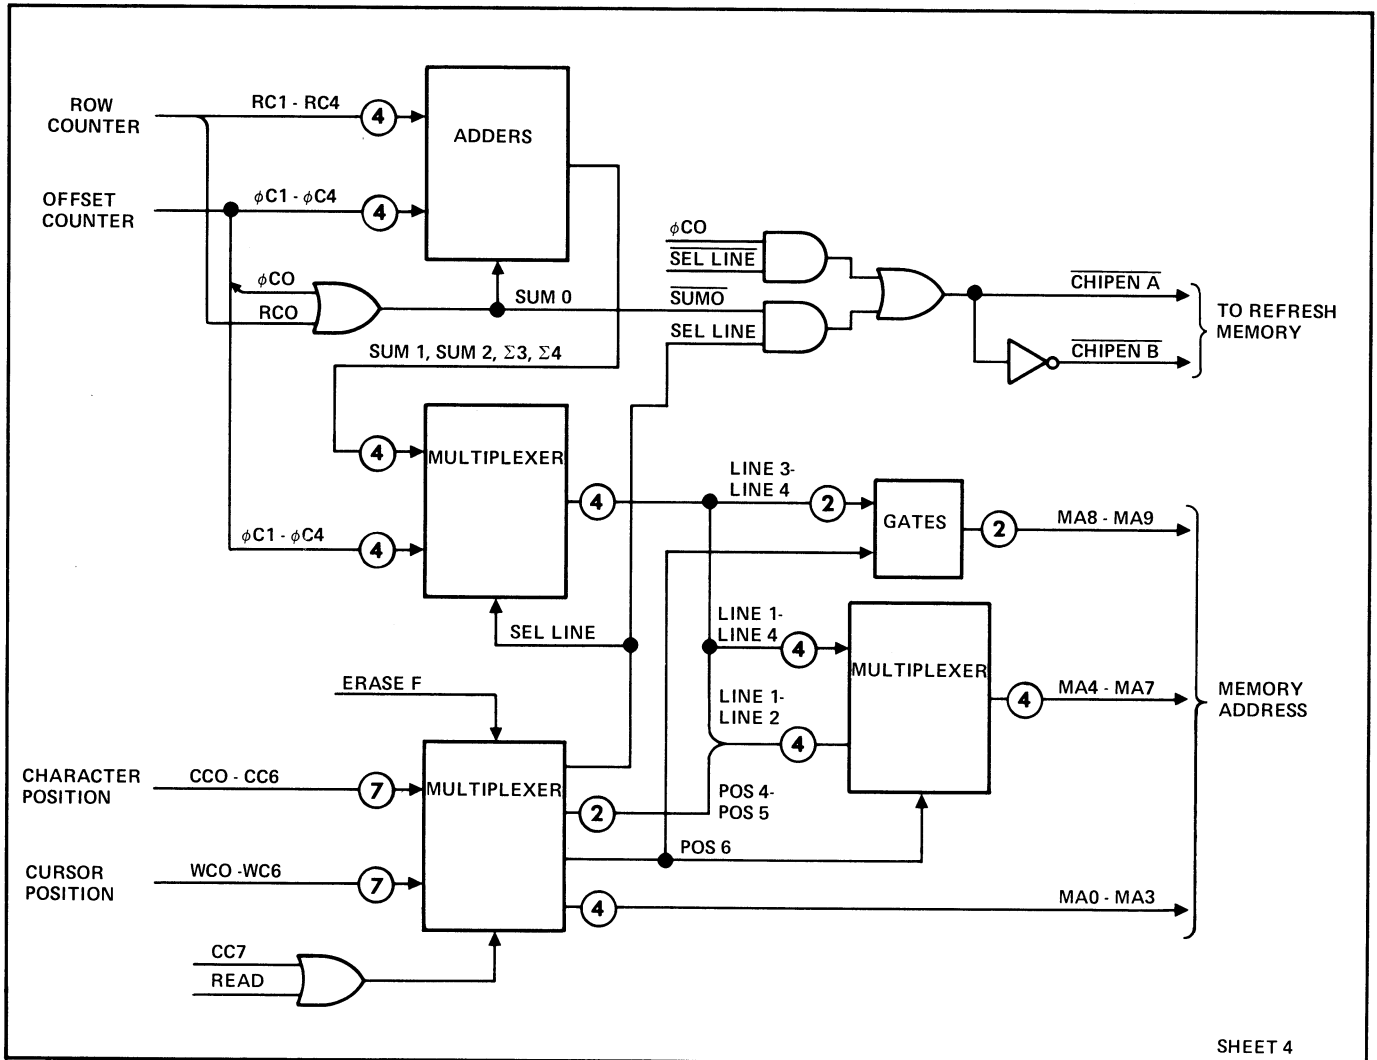 ROW
COUNTER
RC1 - RC4
4
ADDERS
OFFSET
COUNTER
φC1 - φC4
4
φCO
RCO
SUM 0
φCO
SEL LINE
SUMO
SEL LINE
CHIPEN A
CHIPEN B
TO REFRESH
MEMORY
SUM 1, SUM 2, Σ3, Σ4
4
MULTIPLEXER
4
φC1 - φC4
4
SEL LINE
LINE 3-
LINE 4
2
GATES
2
MA8 - MA9
LINE 1-
LINE 4
4
MULTIPLEXER
4
MA4 - MA7
LINE 1-
LINE 2
4
POS 4-
POS 5
MEMORY
ADDRESS
ERASE F
CHARACTER
POSITION
CCO - CC6
7
MULTIPLEXER
2
POS 6
CURSOR
POSITION
WCO -WC6
7
4
MA0 - MA3
CC7
READ
SHEET 4